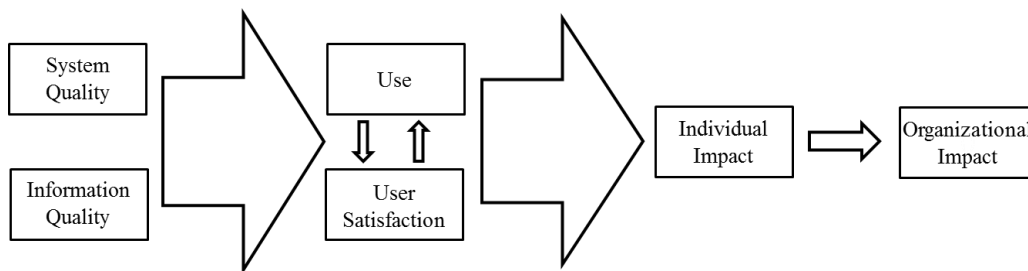 System
Quality
Information
Quality
Use
User
Satisfaction
Individual
Impact
Organizational
Impact